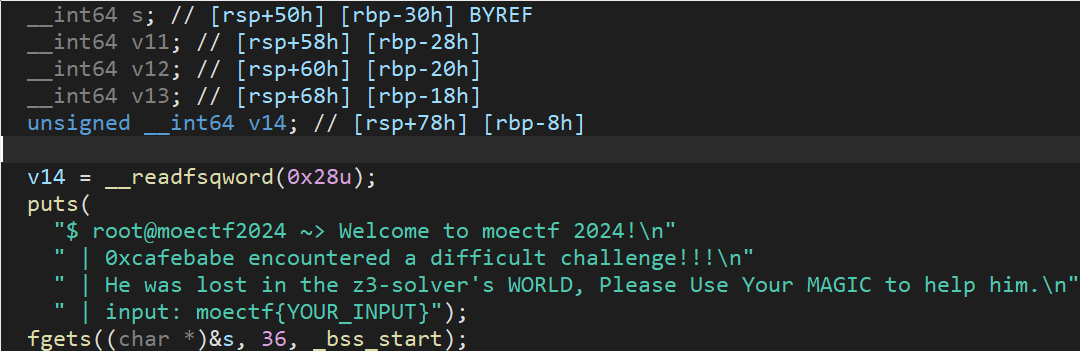 __int64 s; // [rsp+50h] [rbp-30h] BYREF
__int64 v11; // [rsp+58h] [rbp-28h]
__int64 v12; // [rsp+60h] [rbp-20h]
__int64 v13; // [rsp+68h] [rbp-18h]
unsigned __int64 v14; // [rsp+78h] [rbp-8h]
v14 = __readfsqword(0x28u);
puts(
"$ root@moectf2024 ~> Welcome to moectf 2024!\n"
" | 0xcafebabe encountered a difficult challenge!!!\n"
" | He was lost in the z3-solver's WORLD, Please Use Your MAGIC to help him.\n"
" | input: moectf{YOUR_INPUT}");
fgets((char *)&s, 36, _bss_start);